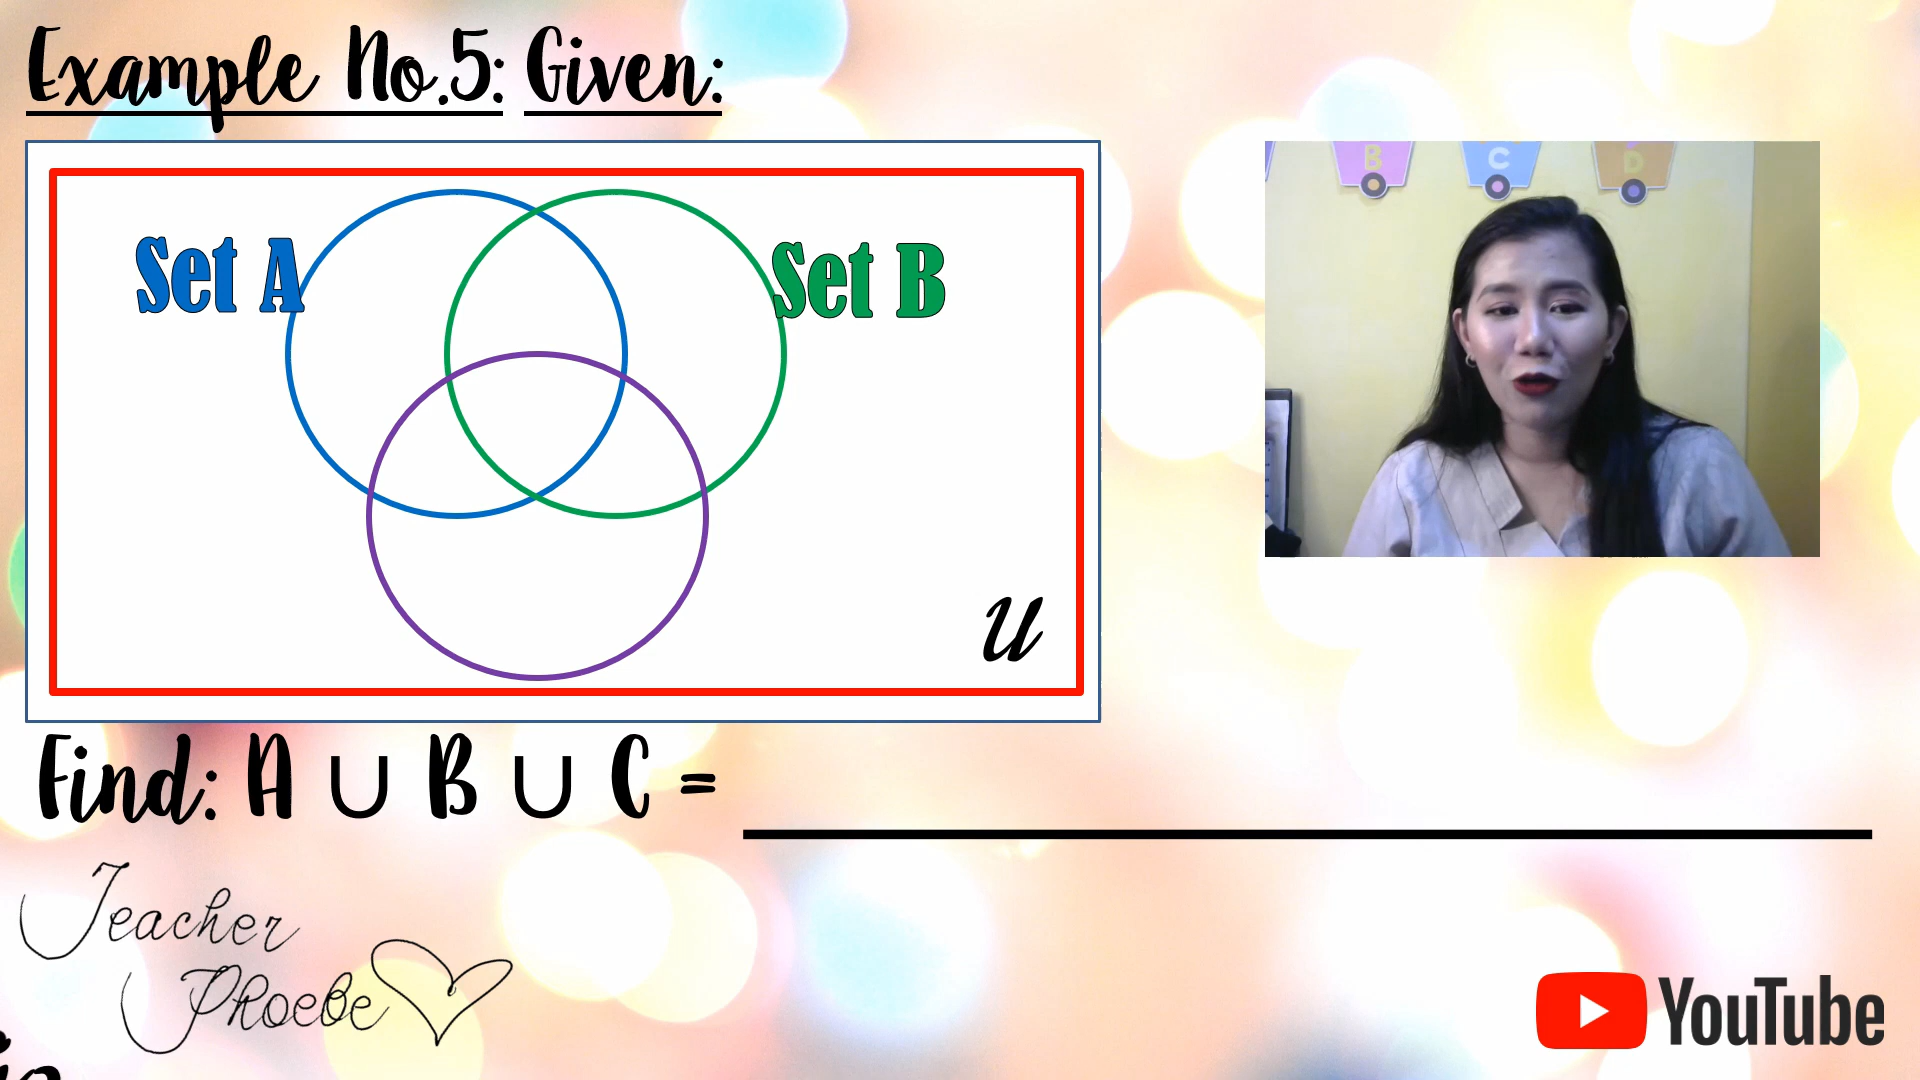 Example No.5: Given:
Set A
Set B
U
B
C
D
Find: A ∪ B ∪ C =
Teacher
Phoebe
YouTube